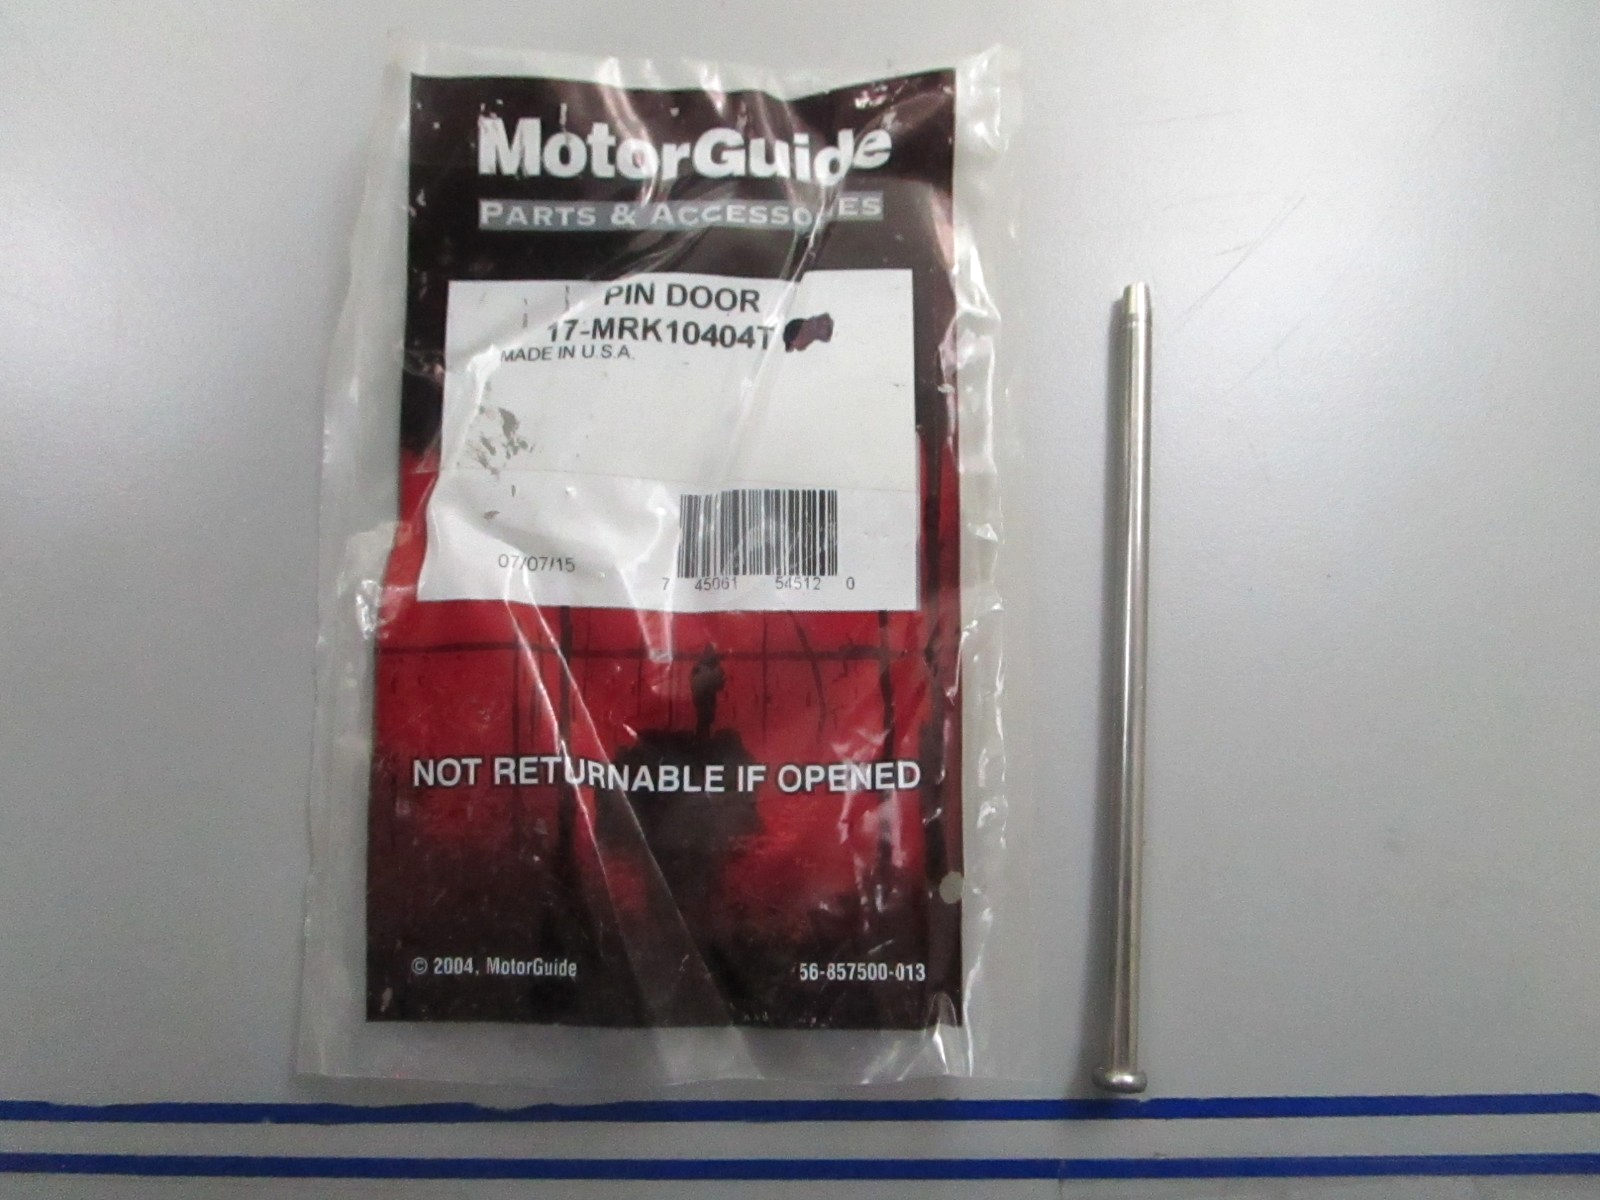 MotorGuide
PARTS & ACCESSORIES
PIN DOOR
17-MRK10404T
MADE IN U.S.A.
07/07/15
7 45061 54512 0
NOT RETURNABLE IF OPENED
© 2004, MotorGuide
56-857500-013